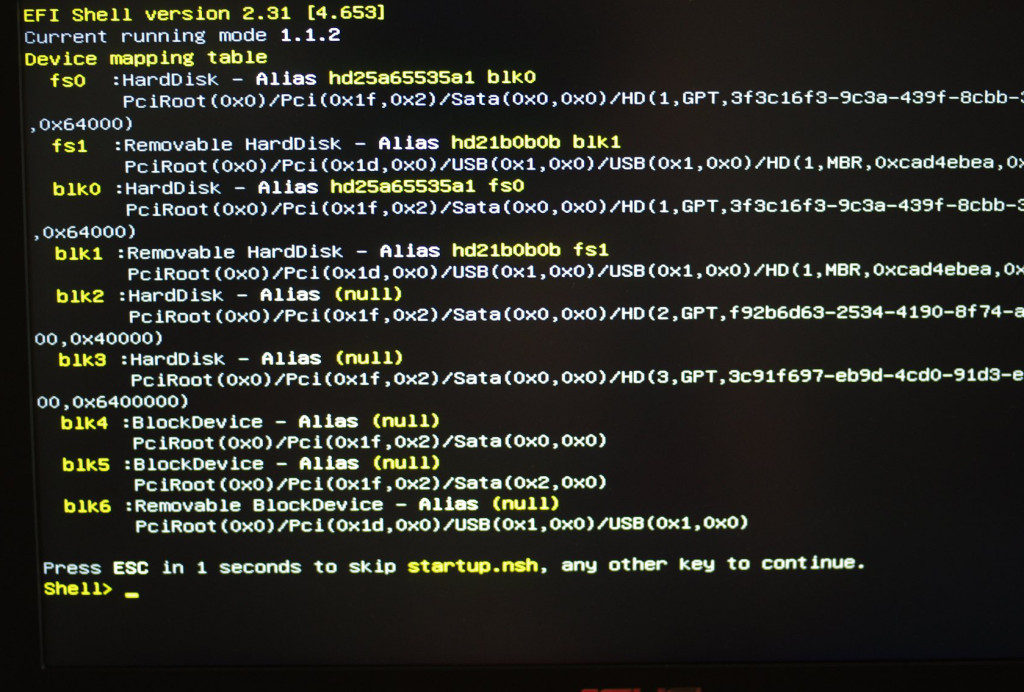 EFI Shell version 2.31 [4.653]
Current running mode 1.1.2
Device mapping table
fs0 :HardDisk - Alias hd25a65535a1 blk0
PciRoot(0x0)/Pci(0x1f,0x2)/Sata(0x0,0x0)/HD(1,GPT,3f3c16f3-9c3a-439f-8cbb-3
,0x64000)
fs1 :Removable HardDisk - Alias hd21b0b0b blk1
PciRoot(0x0)/Pci(0x1d,0x0)/USB(0x1,0x0)/USB(0x1,0x0)/HD(1,MBR,0xcad4ebea,0x
blk0 :HardDisk - Alias hd25a65535a1 fs0
PciRoot(0x0)/Pci(0x1f,0x2)/Sata(0x0,0x0)/HD(1,GPT,3f3c16f3-9c3a-439f-8cbb-3
,0x64000)
blk1 :Removable HardDisk - Alias hd21b0b0b fs1
PciRoot(0x0)/Pci(0x1d,0x0)/USB(0x1,0x0)/USB(0x1,0x0)/HD(1,MBR,0xcad4ebea,0x
blk2 :HardDisk - Alias (null)
PciRoot(0x0)/Pci(0x1f,0x2)/Sata(0x0,0x0)/HD(2,GPT,f92b6d63-2534-4190-8f74-a
00,0x40000)
blk3 :HardDisk - Alias (null)
PciRoot(0x0)/Pci(0x1f,0x2)/Sata(0x0,0x0)/HD(3,GPT,3c91f697-eb9d-4cd0-91d3-e
00,0x6400000)
blk4 :BlockDevice - Alias (null)
PciRoot(0x0)/Pci(0x1f,0x2)/Sata(0x0,0x0)
blk5 :BlockDevice - Alias (null)
PciRoot(0x0)/Pci(0x1f,0x2)/Sata(0x2,0x0)
blk6 :Removable BlockDevice - Alias (null)
PciRoot(0x0)/Pci(0x1d,0x0)/USB(0x1,0x0)/USB(0x1,0x0)
Press ESC in 1 seconds to skip startup.nsh, any other key to continue.
Shell> _